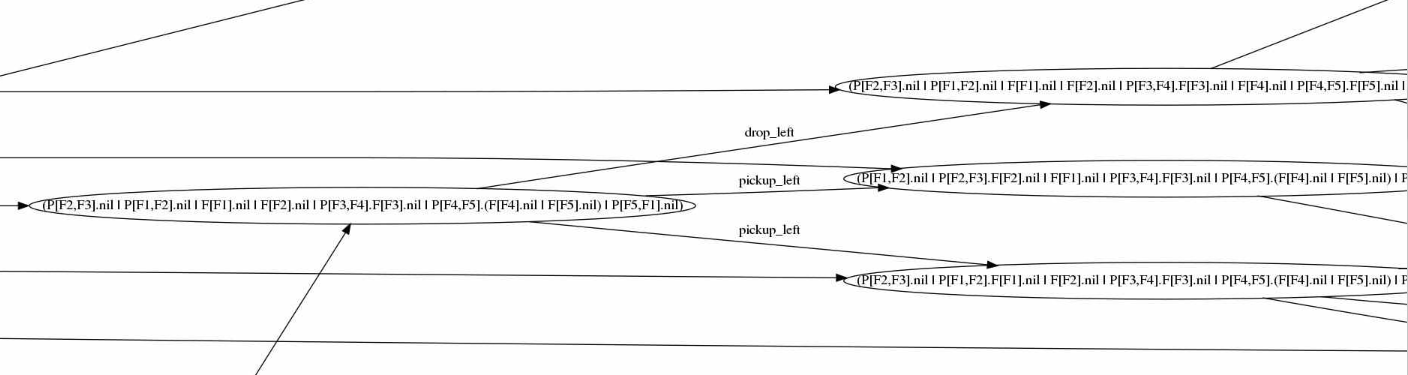 (P[F2,F3].nil | P[F1,F2].nil | F[F1].nil | F[F2].nil | P[F3,F4].F[F3].nil | F[F4].nil | P[F4,F5].F[F5].nil |
drop_left
pickup_left
(P[F1,F2].nil | P[F2,F3].F[F2].nil | F[F1].nil | P[F3,F4].F[F3].nil | P[F4,F5].(F[F4].nil | F[F5].nil) | P
(P[F2,F3].nil | P[F1,F2].nil | F[F1].nil | F[F2].nil | P[F3,F4].F[F3].nil | P[F4,F5].(F[F4].nil | F[F5].nil) | P[F5,F1].nil)
pickup_left
(P[F2,F3].nil | P[F1,F2].F[F1].nil | F[F2].nil | P[F3,F4].F[F3].nil | P[F4,F5].(F[F4].nil | F[F5].nil) | P